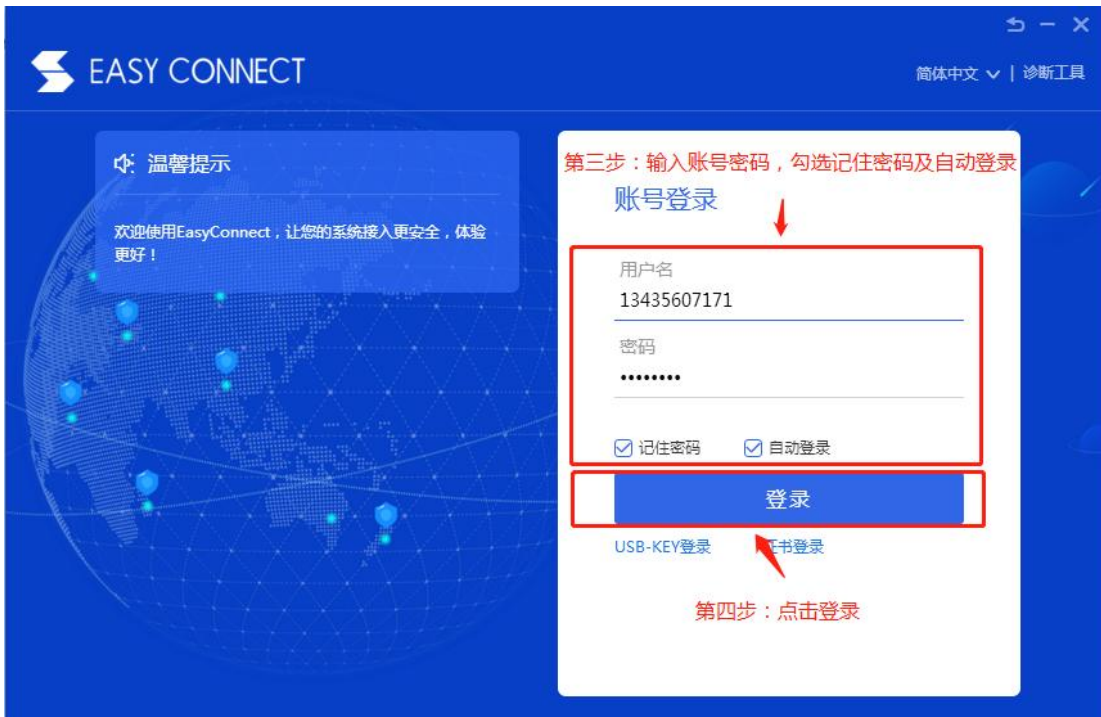 EASY CONNECT
简体中文 | 诊断工具
温馨提示
欢迎使用EasyConnect，让您的系统接入更安全，体验
更好！
第三步：输入账号密码，勾选记住密码及自动登录
账号登录
用户名
13435607171
密码
••••••••
记住密码 自动登录
登录
USB-KEY登录 证书登录
第四步：点击登录